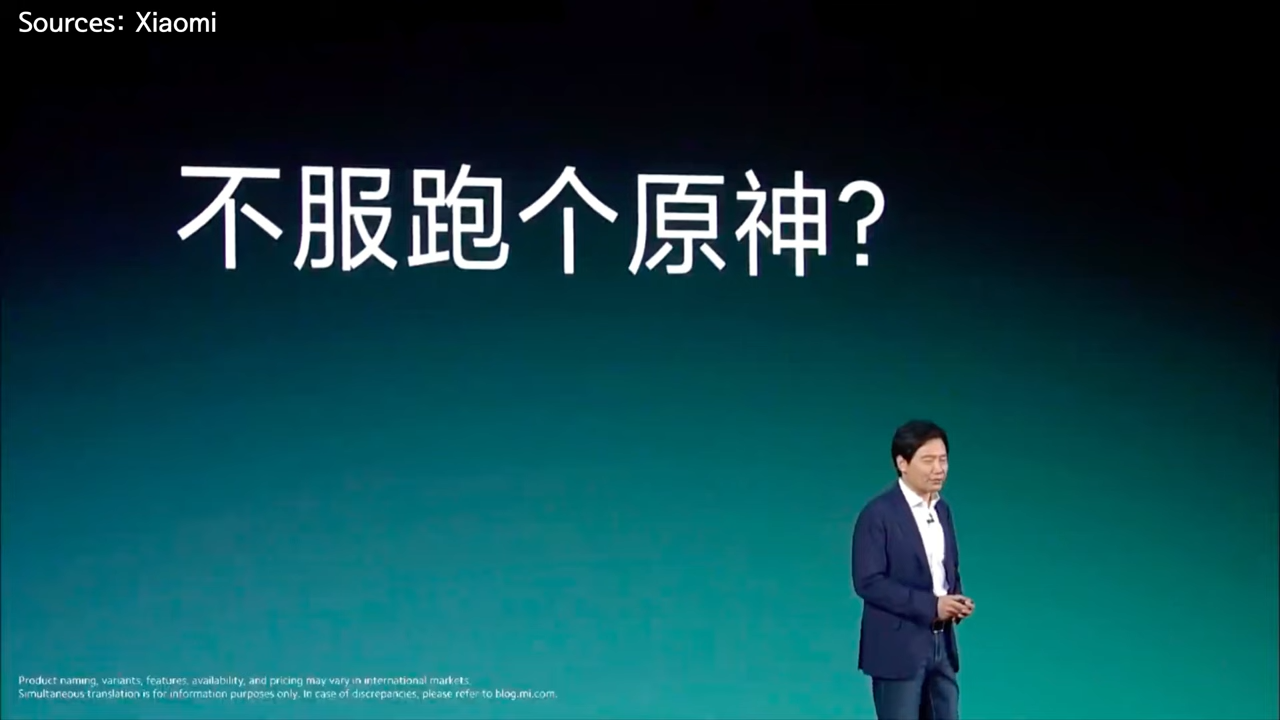 Sources: Xiaomi
不服跑个原神?
Product naming, variants, features, availability, and pricing may vary in international markets.
Simultaneous translation is for information purposes only. In case of discrepancies, please refer to blog.mi.com.